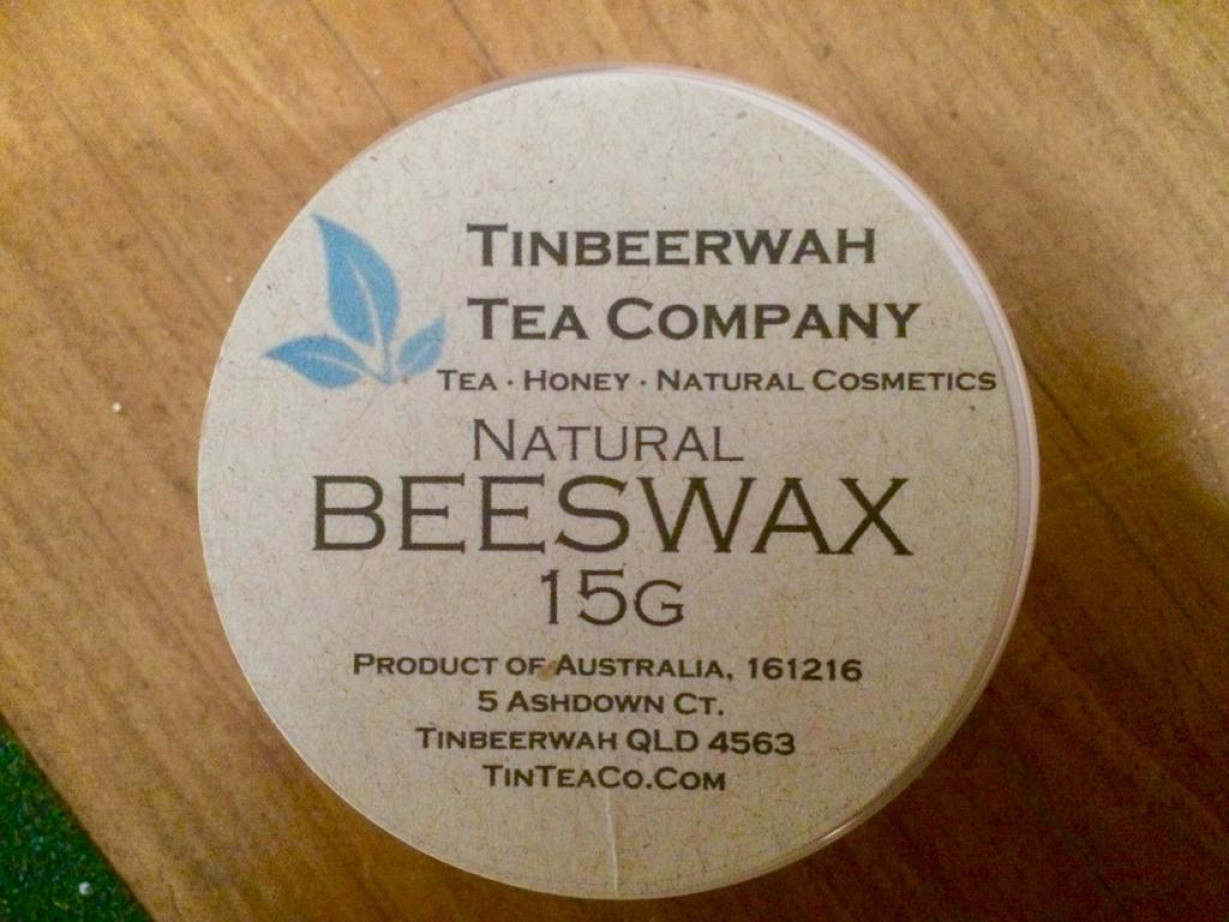 Tinbeerwah
Tea Company
Tea · Honey · Natural Cosmetics
Natural
BEESWAX
15G
Product of Australia, 161216
5 Ashdown Ct.
Tinbeerwah QLD 4563
TinTeaCo.Com